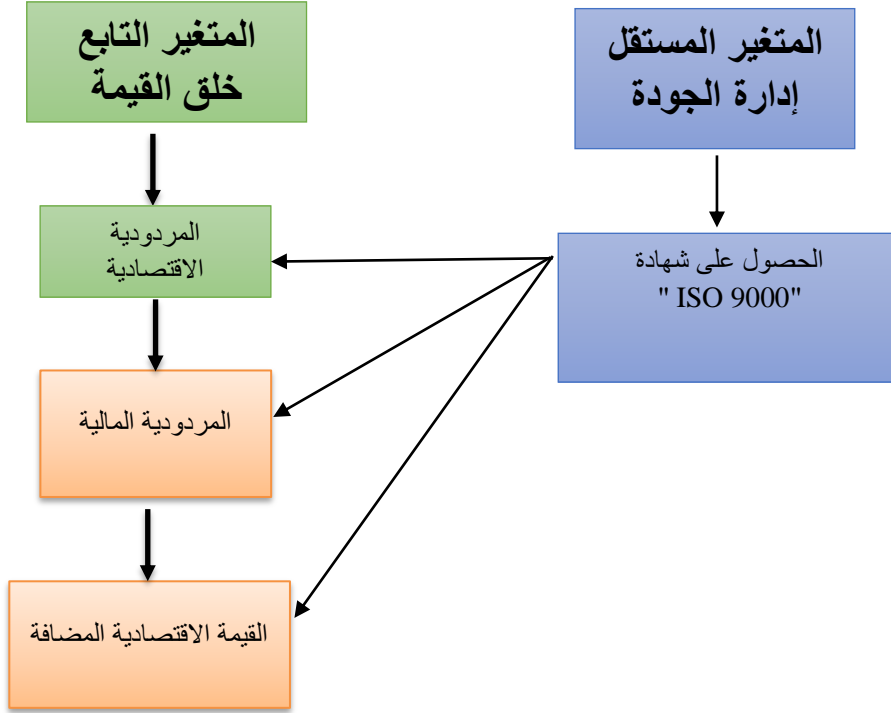 المتغير المستقل
إدارة الجودة
المتغير التابع
خلق القيمة
الحصول على شهادة
"ISO 9000 "
المردودية
الاقتصادية
المردودية المالية
القيمة الاقتصادية المضافة